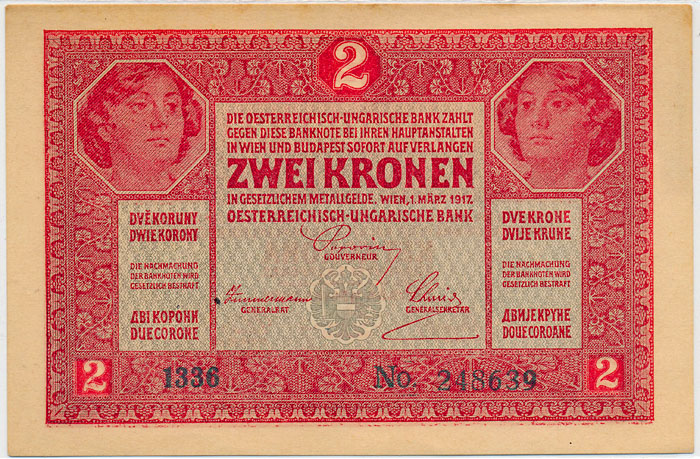 2
DIE OESTERREICHISCH-UNGARISCHE BANK ZAHLT
GEGEN DIESE BANKNOTE BEI IHREN HAUPTANSTALTEN
IN WIEN UND BUDAPEST SOFORT AUF VERLANGEN
ZWEI KRONEN
IN GESETZLICHEM METALLGELDE. WIEN, 1. MÄRZ 1917.
OESTERREICHISCH-UNGARISCHE BANK
GOUVERNEUR
GENERALRAT
GENERALSEKRETAR
DVĚ KORUNY
DWIE KORONY
DIE NACHMACHUNG
DER BANKNOTEN WIRD
GESETZLICH BESTRAFT
ДВІ КОРОНИ
DUE CORONE
DVE KRONE
DVIJE KRUNE
DIE NACHMACHUNG
DER BANKNOTEN WIRD
GESETZLICH BESTRAFT
ДВИЈЕ КРУНЕ
DOUE COROANE
2
1336
No 248639
2